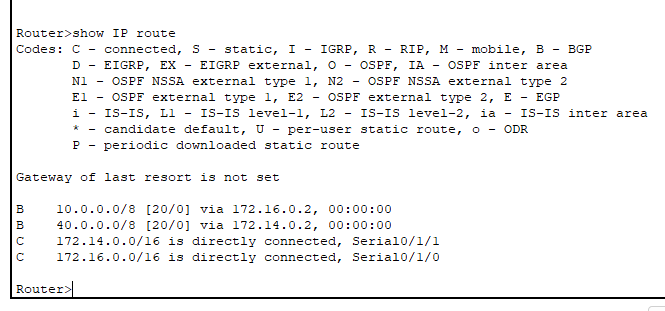 Router>show IP route
Codes: C - connected, S - static, I - IGRP, R - RIP, M - mobile, B - BGP
D - EIGRP, EX - EIGRP external, O - OSPF, IA - OSPF inter area
N1 - OSPF NSSA external type 1, N2 - OSPF NSSA external type 2
E1 - OSPF external type 1, E2 - OSPF external type 2, E - EGP
i - IS-IS, L1 - IS-IS level-1, L2 - IS-IS level-2, ia - IS-IS inter area
* - candidate default, U - per-user static route, o - ODR
P - periodic downloaded static route
Gateway of last resort is not set
B 10.0.0.0/8 [20/0] via 172.16.0.2, 00:00:00
B 40.0.0.0/8 [20/0] via 172.14.0.2, 00:00:00
C 172.14.0.0/16 is directly connected, Serial0/1/1
C 172.16.0.0/16 is directly connected, Serial0/1/0
Router>